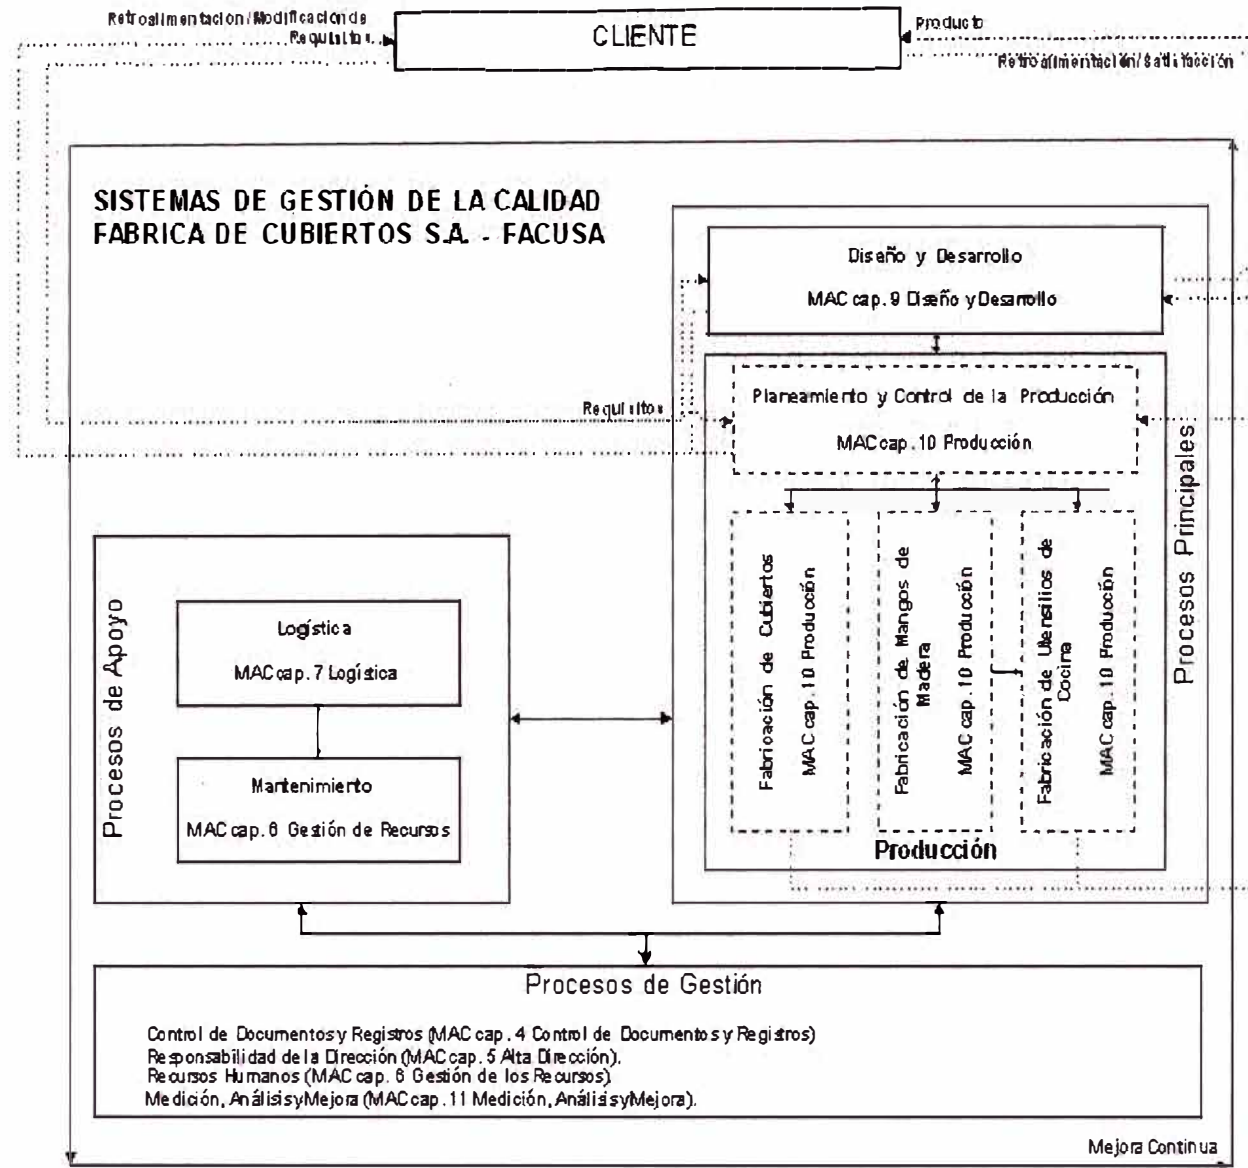 Retroalimentación/Modificación de
Requisitos
CLIENTE
Producto
Retroalimentación/Satisfacción
SISTEMAS DE GESTIÓN DE LA CALIDAD
FABRICA DE CUBIERTOS S.A. - FACUSA
Diseño y Desarrollo
MAC cap. 9 Diseño y Desarrollo
Requisitos
Planeamiento y Control de la Producción
MAC cap. 10 Producción
Procesos Principales
Fabricación de Cubiertos
MAC cap. 10 Producción
Fabricación de Mangos de
Madera
MAC cap. 10 Producción
Fabricación de Utensilios de
Cocina
MAC cap. 10 Producción
Producción
Procesos de Apoyo
Logística
MAC cap. 7 Logística
Mantenimiento
MAC cap. 6 Gestión de Recursos
Procesos de Gestión
Control de Documentos y Registros (MAC cap. 4 Control de Documentos y Registros)
Responsabilidad de la Dirección (MAC cap. 5 Alta Dirección).
Recursos Humanos (MAC cap. 6 Gestión de los Recursos)
Medición, Análisis y Mejora (MAC cap. 11 Medición, Análisis y Mejora).
Mejora Continua